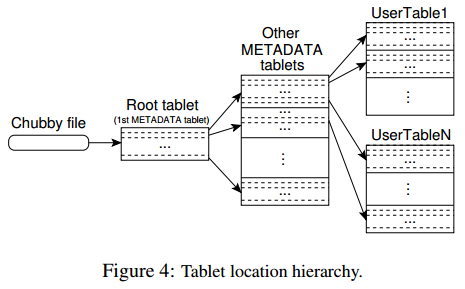 Chubby file
Root tablet
(1st METADATA tablet)
...
Other
METADATA
tablets
...
...
...
⋮
...
UserTable1
...
...
⋮
UserTableN
...
⋮
...
Figure 4: Tablet location hierarchy.